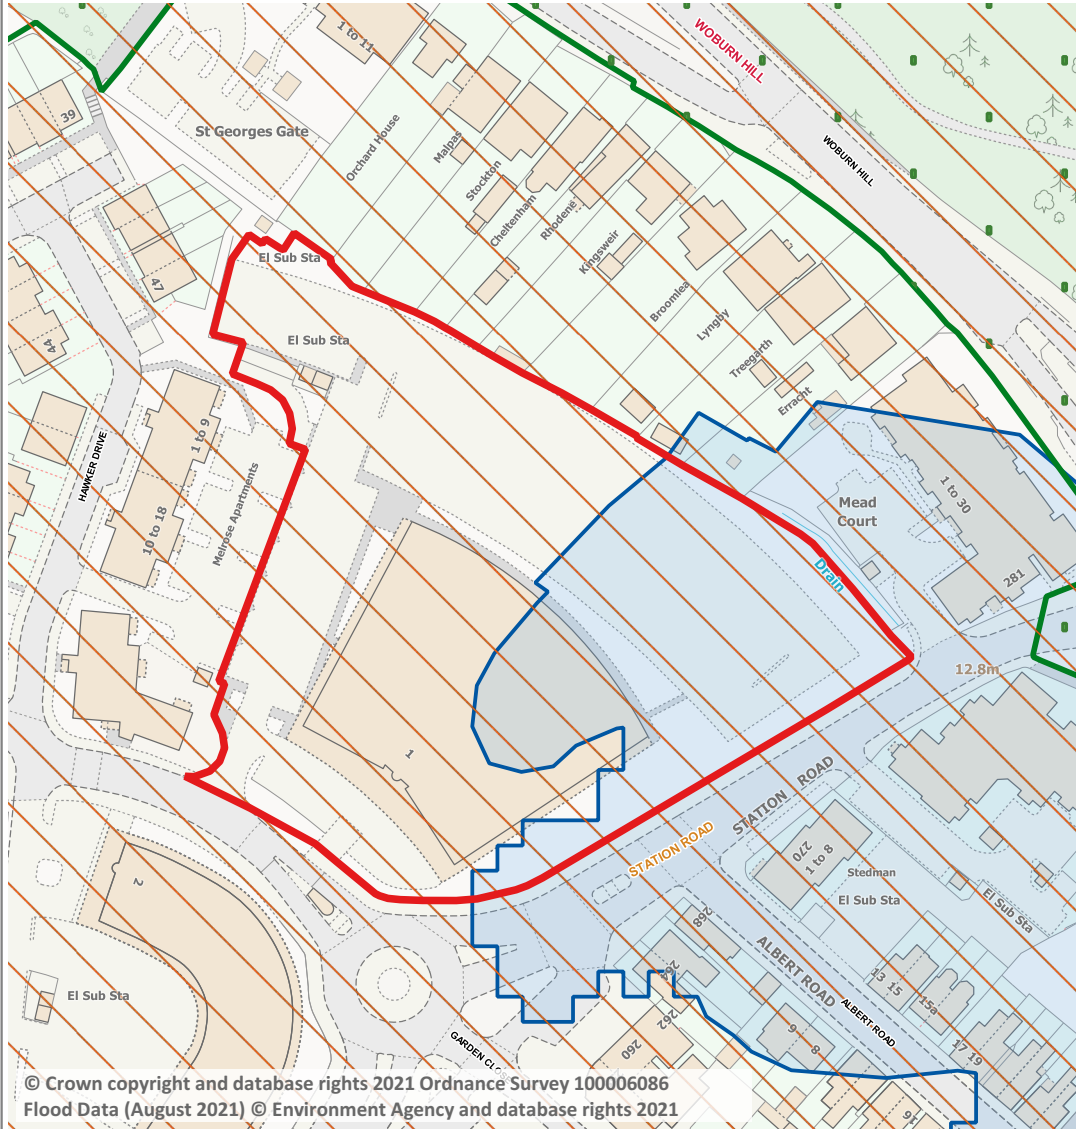 WOBURN HILL
1 to 11
39
St Georges Gate
Orchard House
Malpas
Stockton
Cheltenham
Rhodene
Kingsweir
Broomlea
Lyngby
Treegarth
Erracht
WOBURN HILL
47
44
El Sub Sta
El Sub Sta
HAWKER DRIVE
1 to 9
10 to 18
Melrose Apartments
Mead
Court
1 to 30
281
Drain
12.8m
1
2
STATION ROAD
STATION ROAD
270
1 to 8
Stedman
El Sub Sta
El Sub Sta
268
264
262
260
ALBERT ROAD
ALBERT ROAD
13 15
15a
17 19
9
8
16
El Sub Sta
GARDEN CLO
© Crown copyright and database rights 2021 Ordnance Survey 100006086
Flood Data (August 2021) © Environment Agency and database rights 2021